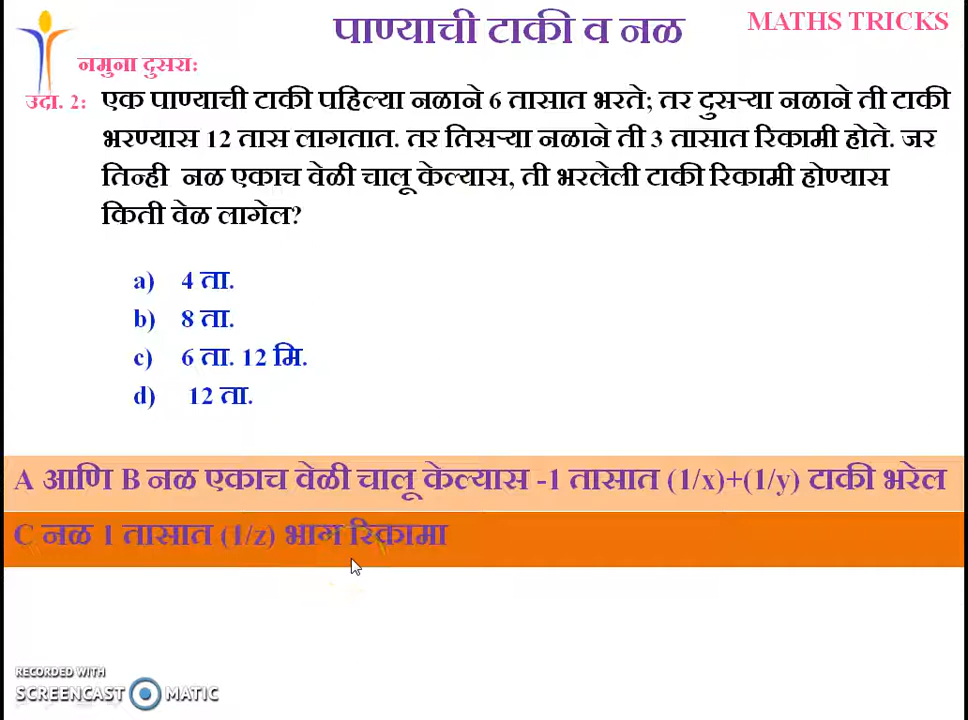 पाण्याची टाकी व नळ
MATHS TRICKS
नमुना दुसरा:
उदा. 2: एक पाण्याची टाकी पहिल्या नळाने 6 तासात भरते; तर दुसऱ्या नळाने ती टाकी
भरण्यास 12 तास लागतात. तर तिसऱ्या नळाने ती 3 तासात रिकामी होते. जर
तिन्ही नळ एकाच वेळी चालू केल्यास, ती भरलेली टाकी रिकामी होण्यास
किती वेळ लागेल?
a) 4 ता.
b) 8 ता.
c) 6 ता. 12 मि.
d) 12 ता.
A आणि B नळ एकाच वेळी चालू केल्यास -1 तासात (1/x)+(1/y) टाकी भरेल
C नळ 1 तासात (1/z) भाग रिकामा
RECORDED WITH
SCREENCAST MATIC